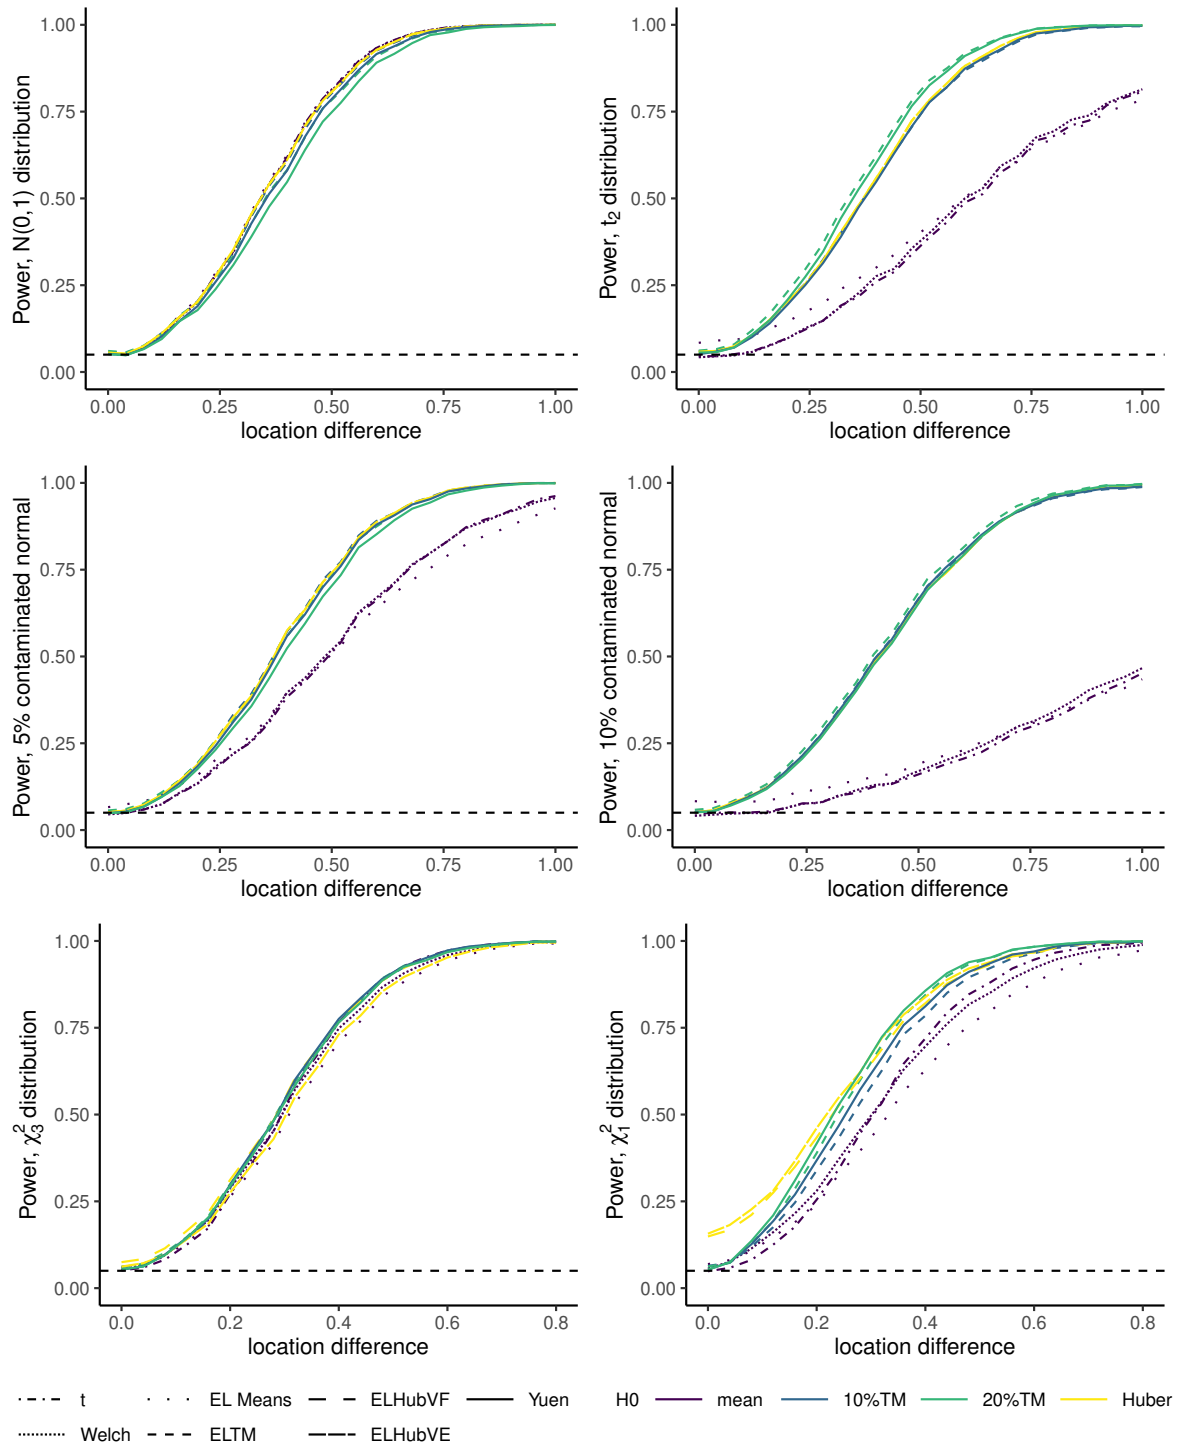 Power, N(0,1) distribution
1.00
0.75
0.50
0.25
0.00
0.00 0.25 0.50 0.75 1.00
location difference
Power, t₂ distribution
1.00
0.75
0.50
0.25
0.00
0.00 0.25 0.50 0.75 1.00
location difference
Power, 5% contaminated normal
1.00
0.75
0.50
0.25
0.00
0.00 0.25 0.50 0.75 1.00
location difference
Power, 10% contaminated normal
1.00
0.75
0.50
0.25
0.00
0.00 0.25 0.50 0.75 1.00
location difference
Power, χ²₃ distribution
1.00
0.75
0.50
0.25
0.00
0.0 0.2 0.4 0.6 0.8
location difference
Power, χ²₁ distribution
1.00
0.75
0.50
0.25
0.00
0.0 0.2 0.4 0.6 0.8
location difference
t EL Means ELHubVF Yuen H0 mean 10%TM 20%TM Huber
Welch ELTM ELHubVE